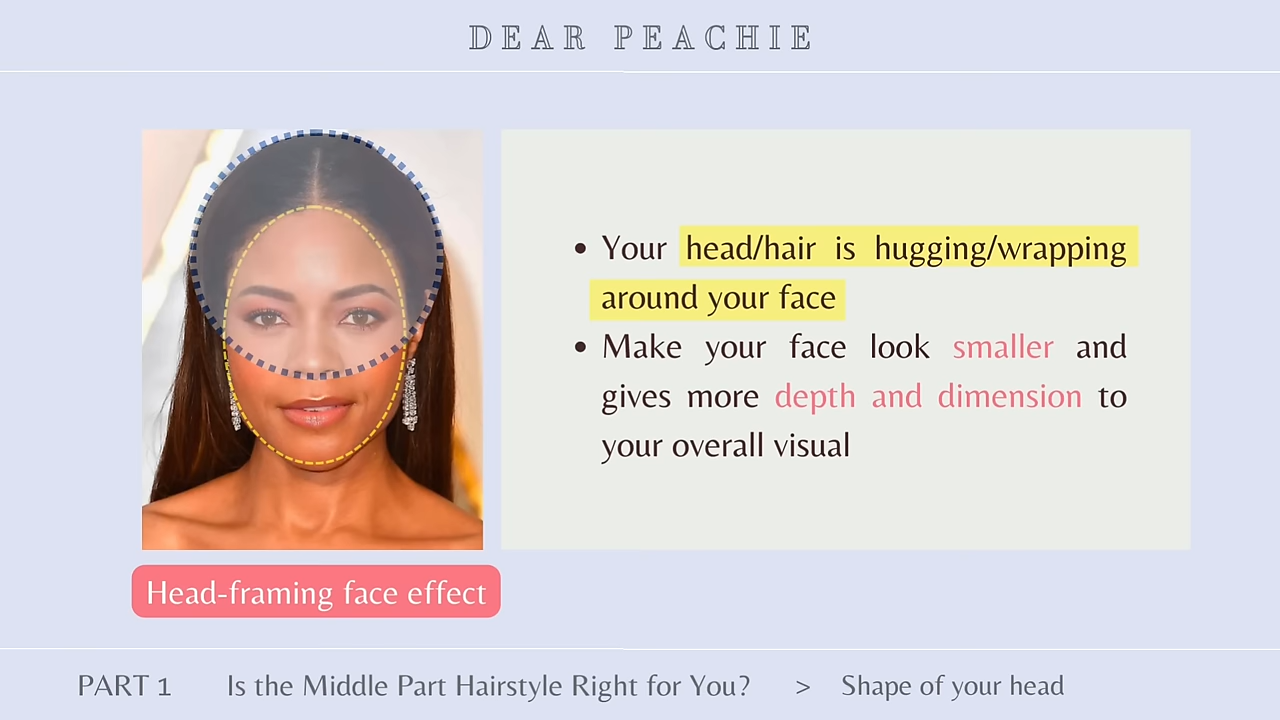 DEAR PEACHIE
• Your head/hair is hugging/wrapping
around your face
• Make your face look smaller and
gives more depth and dimension to
your overall visual
Head-framing face effect
PART 1 Is the Middle Part Hairstyle Right for You? > Shape of your head